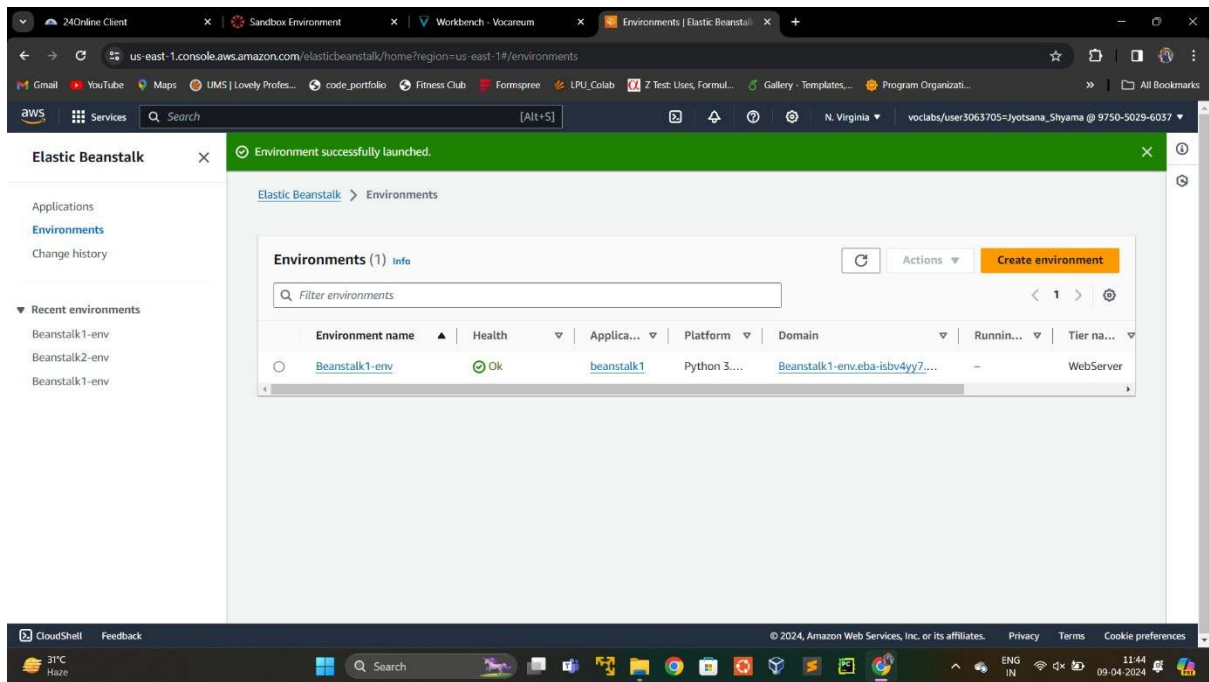 24Online Client
Sandbox Environment
Workbench - Vocareum
Environments | Elastic Beanstalk
us-east-1.console.aws.amazon.com/elasticbeanstalk/home?region=us-east-1#/environments
Gmail YouTube Maps UMS | Lovely Profes... code_portfolio Fitness Club Formspree LPU_Colab Z Test: Uses, Formul... Gallery - Templates,... Program Organizati... » All Bookmarks
aws Services Search [Alt+S] N. Virginia ▼ voclabs/user3063705=Jyotsana_Shyama @ 9750-5029-6037 ▼
Elastic Beanstalk
Applications
Environments
Change history
▼ Recent environments
Beanstalk1-env
Beanstalk2-env
Beanstalk1-env
Environment successfully launched.
Elastic Beanstalk > Environments
Environments (1) Info
Actions ▼ Create environment
Filter environments
< 1 >
Environment name Health Applica... Platform Domain Runnin... Tier na...
Beanstalk1-env Ok beanstalk1 Python 3.... Beanstalk1-env.eba-isbv4yy7.... – WebServer
CloudShell Feedback © 2024, Amazon Web Services, Inc. or its affiliates. Privacy Terms Cookie preferences
31°C
Haze
Search
ENG
IN
11:44
09-04-2024